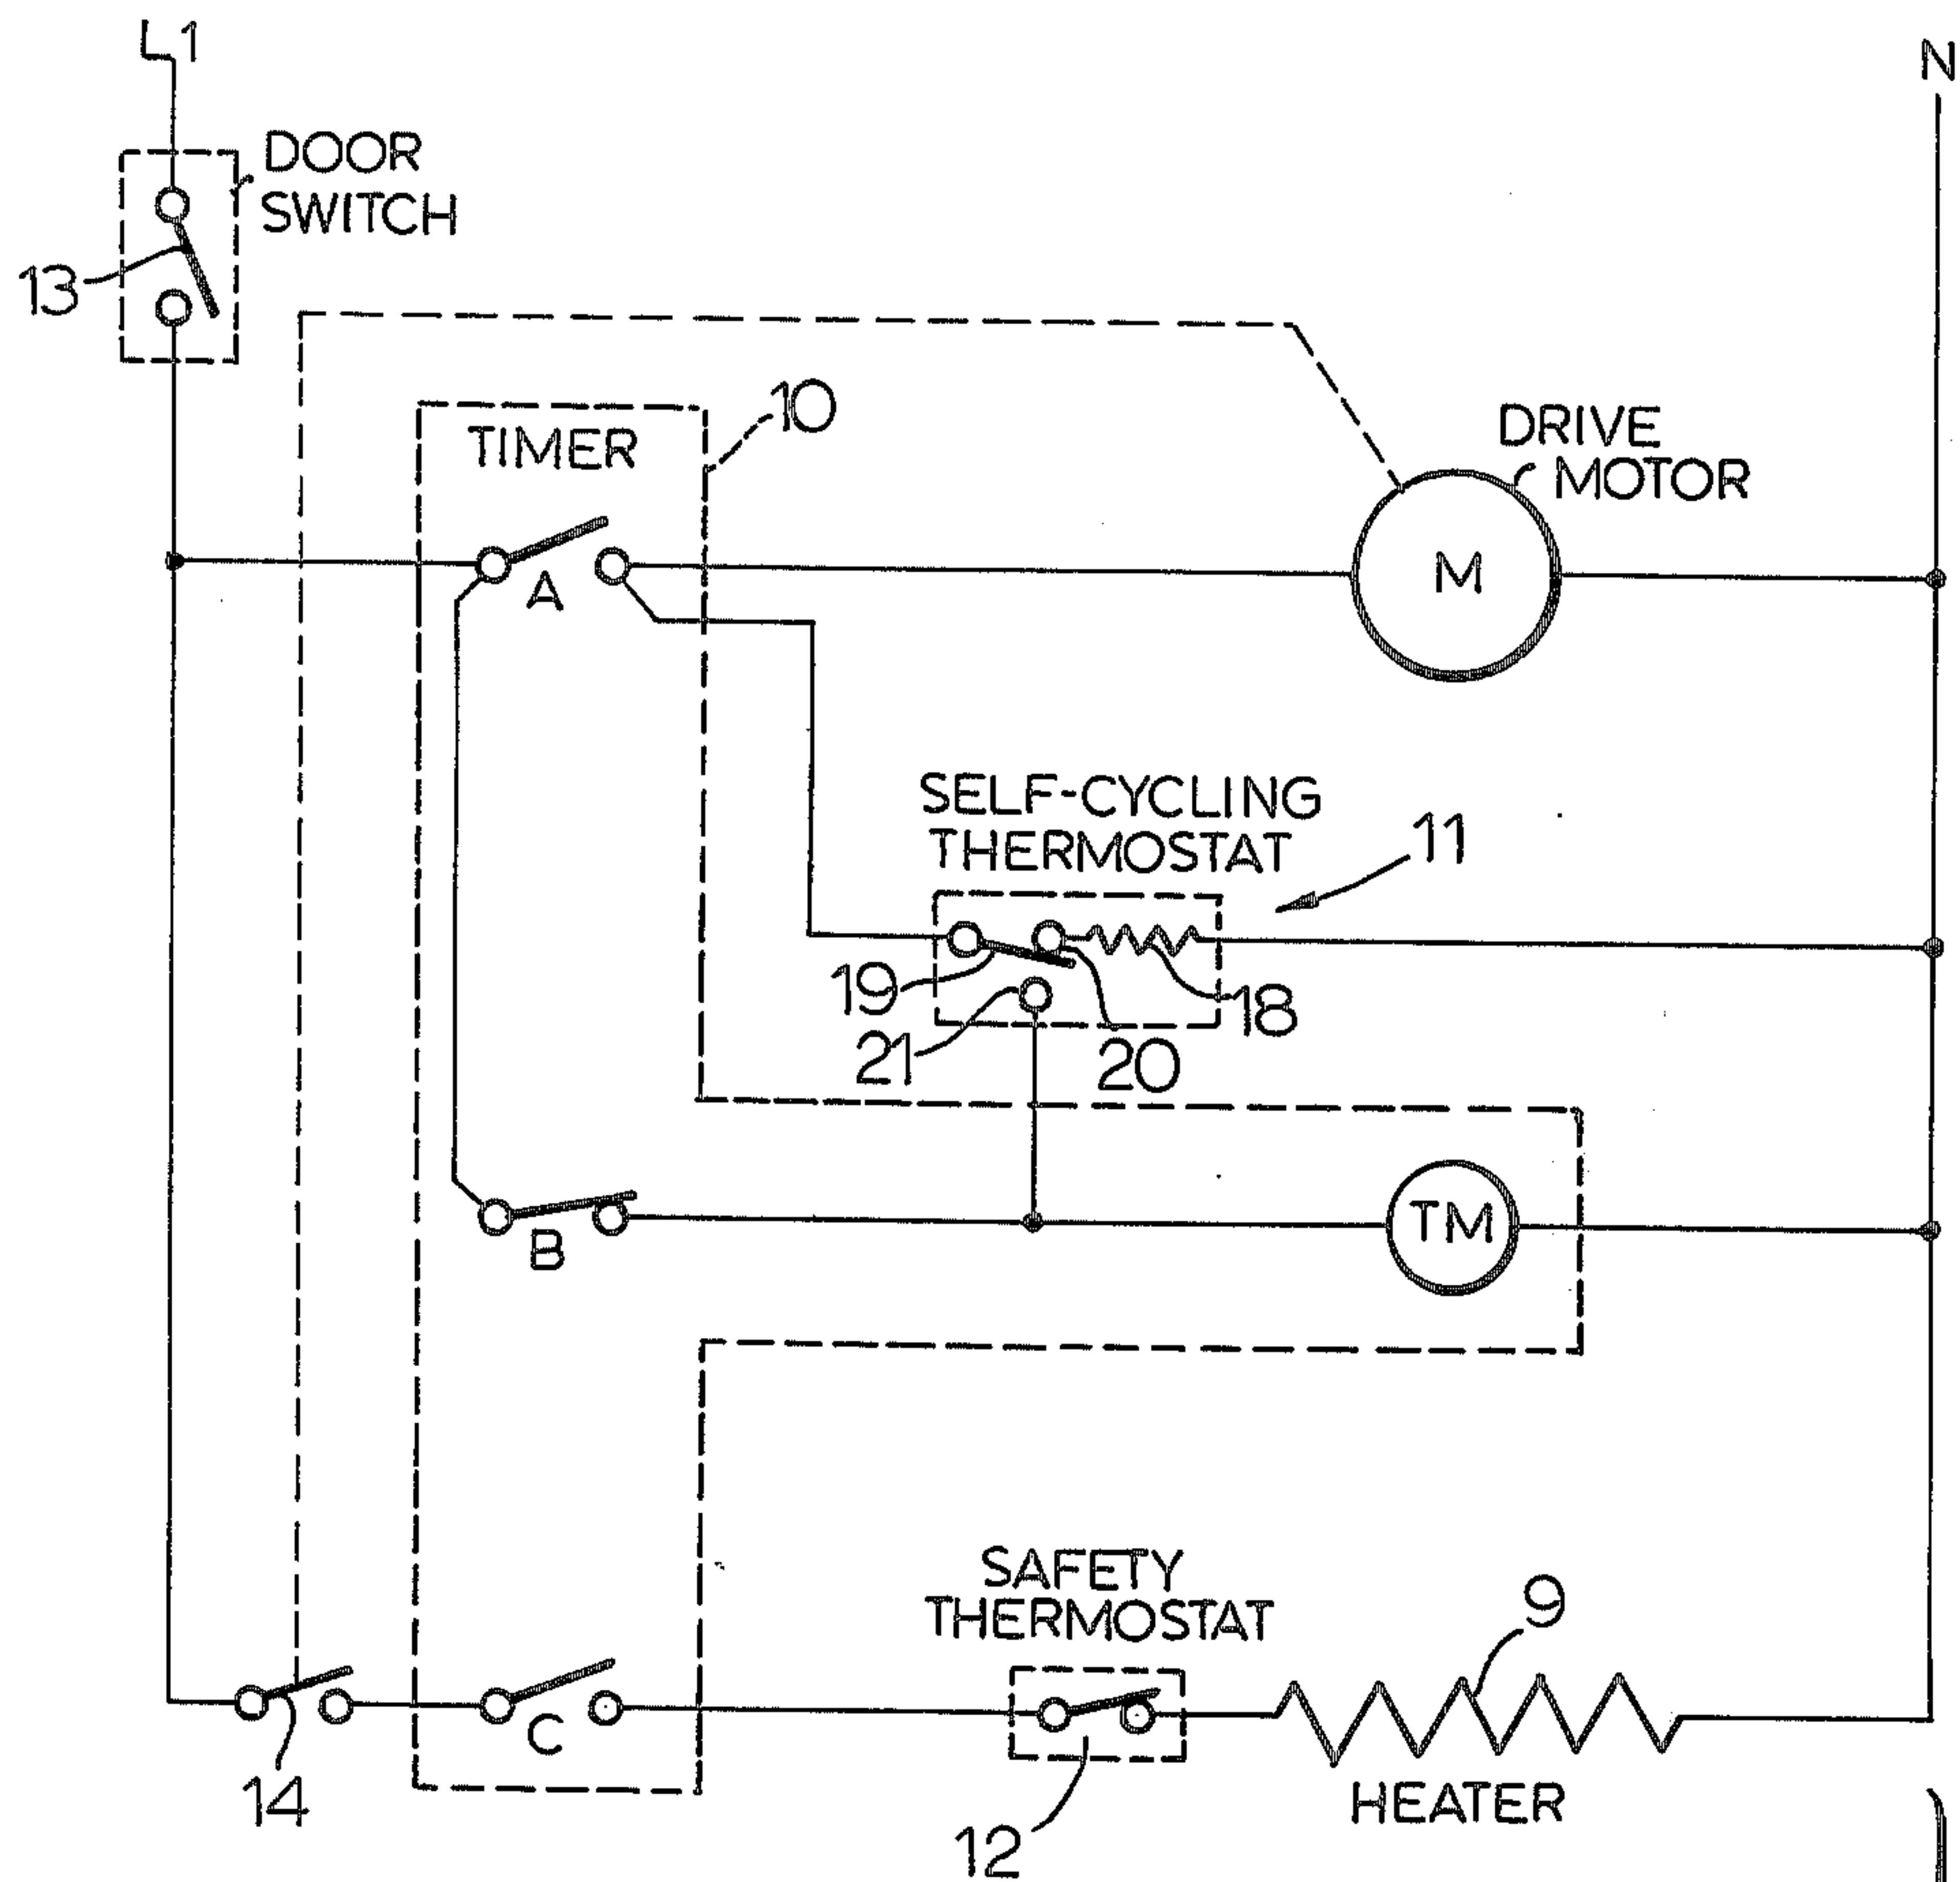 L1
N
DOOR
SWITCH
13
10
TIMER
DRIVE
MOTOR
A
M
SELF-CYCLING
THERMOSTAT
11
19
18
21
20
B
TM
SAFETY
THERMOSTAT
9
C
14
12
HEATER